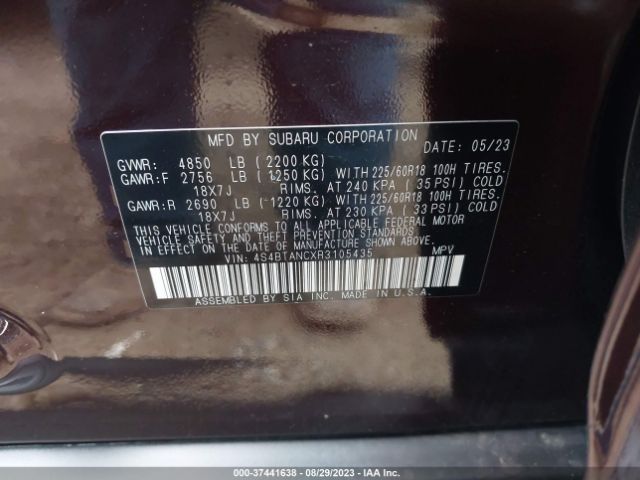 MFD BY SUBARU CORPORATION DATE: 05/23
GVWR: 4850 LB (2200 KG)
GAWR:F 2756 LB (1250 KG) WITH 225/60R18 100H TIRES.
18X7J RIMS. AT 240 KPA (35 PSI) COLD
GAWR:R 2690 LB (1220 KG) WITH 225/60R18 100H TIRES.
18X7J RIMS. AT 230 KPA (33 PSI) COLD
THIS VEHICLE CONFORMS TO ALL APPLICABLE FEDERAL MOTOR
VEHICLE SAFETY AND BUMPER STANDARDS
IN EFFECT ON THE DATE OF MANUFACTURE SHOWN ABOVE.
VIN: 4S4BTANCXR3105435 MPV
ASSEMBLED BY SIA INC. MADE IN U.S.A.
000-37441638 - 08/29/2023 - IAA Inc.